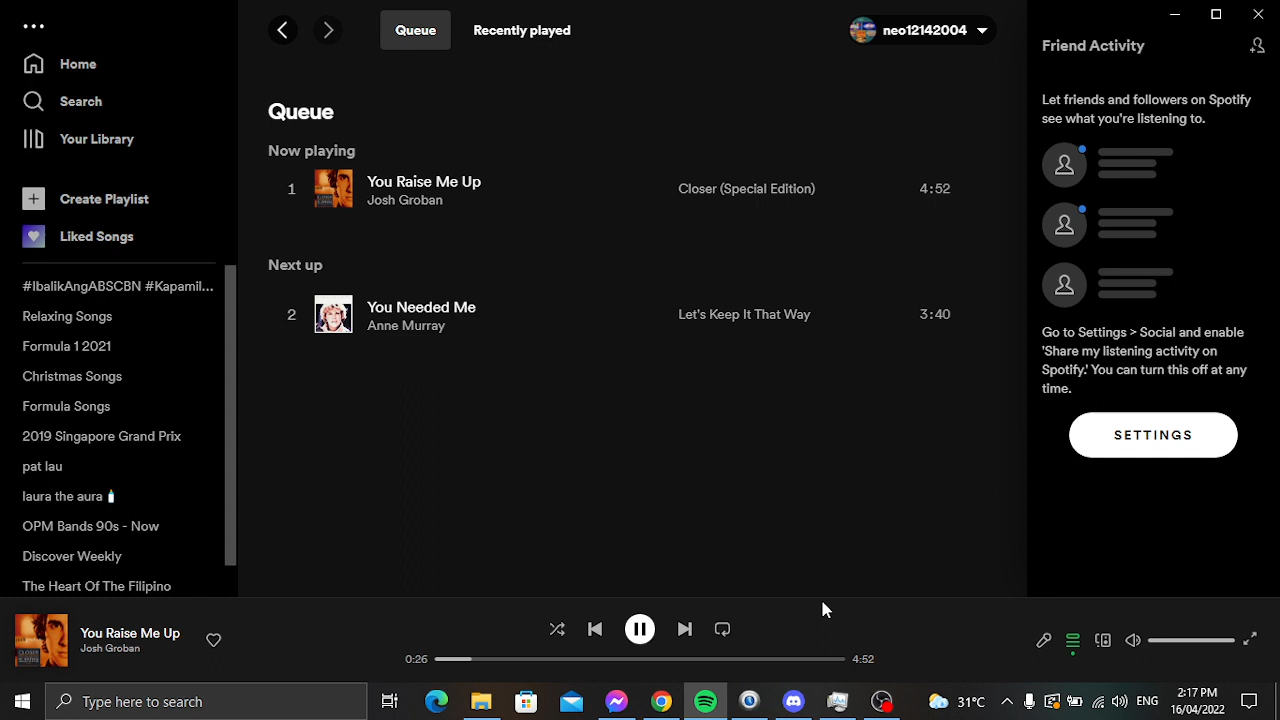 Home
Search
Your Library
Create Playlist
Liked Songs
#IbalikAngABSCBN #Kapamil...
Relaxing Songs
Formula 1 2021
Christmas Songs
Formula Songs
2019 Singapore Grand Prix
pat lau
laura the aura
OPM Bands 90s - Now
Discover Weekly
The Heart Of The Filipino
Queue
Recently played
neo12142004
Queue
Now playing
1
You Raise Me Up
Josh Groban
Closer (Special Edition)
4:52
Next up
2
You Needed Me
Anne Murray
Let's Keep It That Way
3:40
Friend Activity
Let friends and followers on Spotify
see what you're listening to.
Go to Settings > Social and enable
'Share my listening activity on
Spotify.' You can turn this off at any
time.
SETTINGS
You Raise Me Up
Josh Groban
0:26
4:52
Type here to search
31°C
ENG
2:17 PM
16/04/2022